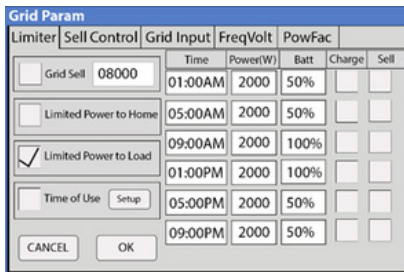 Grid Param
Limiter Sell Control Grid Input FreqVolt PowFac
Grid Sell 08000
Limited Power to Home
Limited Power to Load
Time of Use Setup
CANCEL OK
Time Power(W) Batt Charge Sell
01:00AM 2000 50%
05:00AM 2000 50%
09:00AM 2000 100%
01:00PM 2000 100%
05:00PM 2000 50%
09:00PM 2000 50%